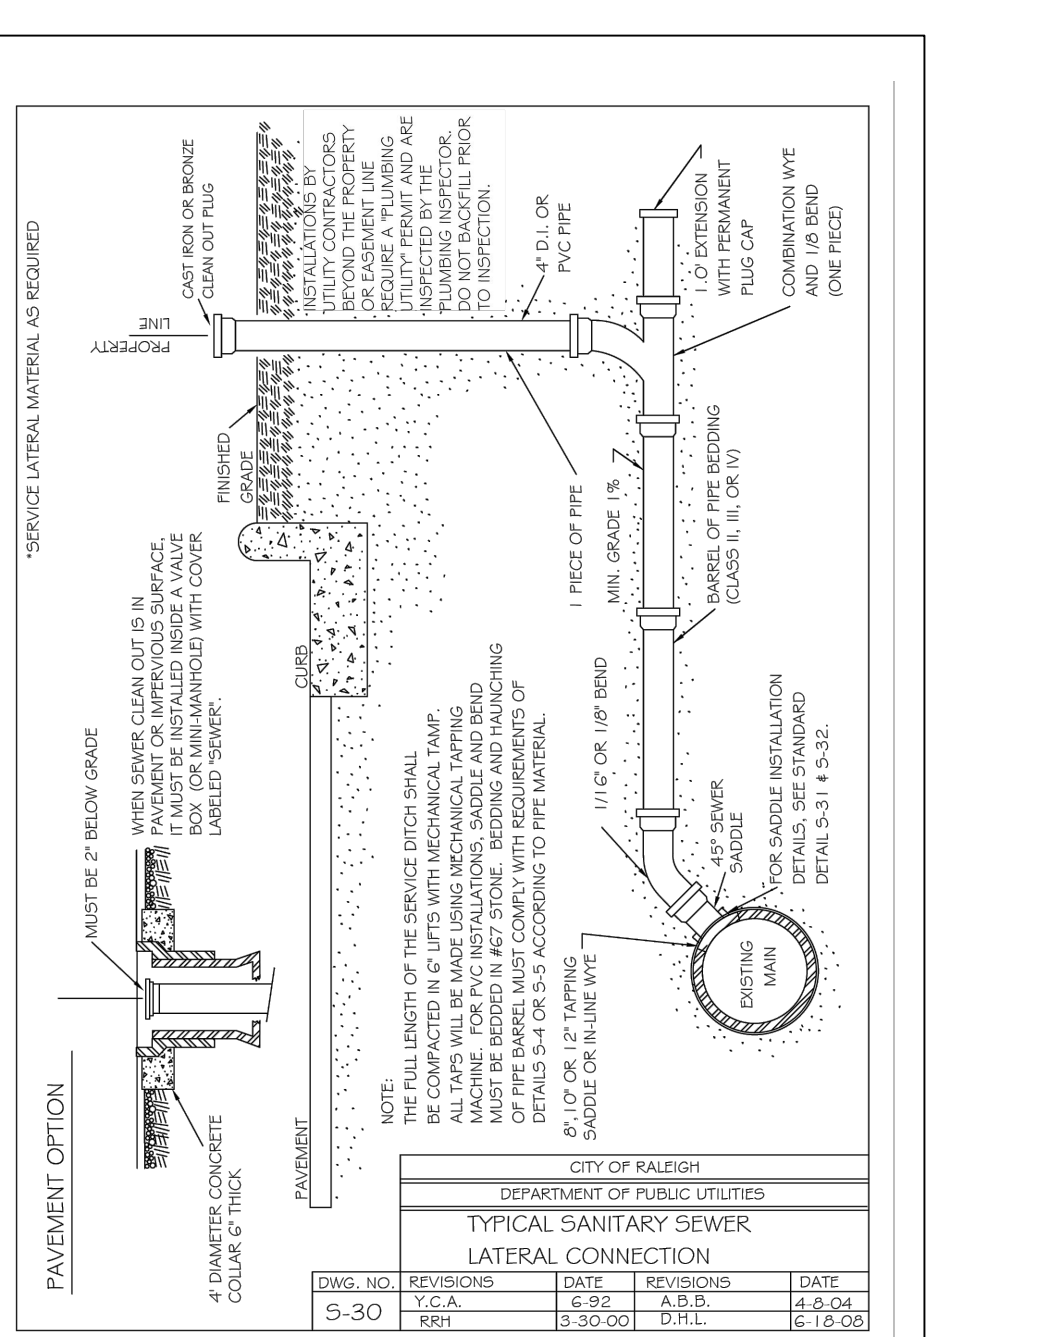 *SERVICE LATERAL MATERIAL AS REQUIRED
PAVEMENT OPTION
MUST BE 2" BELOW GRADE
WHEN SEWER CLEAN OUT IS IN
PAVEMENT OR IMPERVIOUS SURFACE,
IT MUST BE INSTALLED INSIDE A VALVE
BOX (OR MINI-MANHOLE) WITH COVER
LABELED "SEWER".
4' DIAMETER CONCRETE
COLLAR 6" THICK
PROPERTY
LINE
CAST IRON OR BRONZE
CLEAN OUT PLUG
FINISHED
GRADE
INSTALLATIONS BY
UTILITY CONTRACTORS
BEYOND THE PROPERTY
OR EASEMENT LINE
REQUIRE A "PLUMBING
UTILITY" PERMIT AND ARE
INSPECTED BY THE
PLUMBING INSPECTOR.
DO NOT BACKFILL PRIOR
TO INSPECTION.
CURB
PAVEMENT
4" D.I. OR
PVC PIPE
1 PIECE OF PIPE
MIN. GRADE 1%
1.0' EXTENSION
WITH PERMANENT
PLUG CAP
COMBINATION WYE
AND 1/8 BEND
(ONE PIECE)
BARREL OF PIPE BEDDING
(CLASS II, III, OR IV)
NOTE:
THE FULL LENGTH OF THE SERVICE DITCH SHALL
BE COMPACTED IN 6" LIFTS WITH MECHANICAL TAMP.
ALL TAPS WILL BE MADE USING MECHANICAL TAPPING
MACHINE. FOR PVC INSTALLATIONS, SADDLE AND BEND
MUST BE BEDDED IN #67 STONE. BEDDING AND HAUNCHING
OF PIPE BARREL MUST COMPLY WITH REQUIREMENTS OF
DETAILS S-4 OR S-5 ACCORDING TO PIPE MATERIAL.
1/16" OR 1/8" BEND
45° SEWER
SADDLE
FOR SADDLE INSTALLATION
DETAILS, SEE STANDARD
DETAIL S-31 & S-32.
8", 10" OR 12" TAPPING
SADDLE OR IN-LINE WYE
EXISTING
MAIN
CITY OF RALEIGH
DEPARTMENT OF PUBLIC UTILITIES
TYPICAL SANITARY SEWER
LATERAL CONNECTION
DWG. NO. REVISIONS DATE REVISIONS DATE
S-30
Y.C.A. 6-92 A.B.B. 4-8-04
RRH 3-30-00 D.H.L. 6-18-08